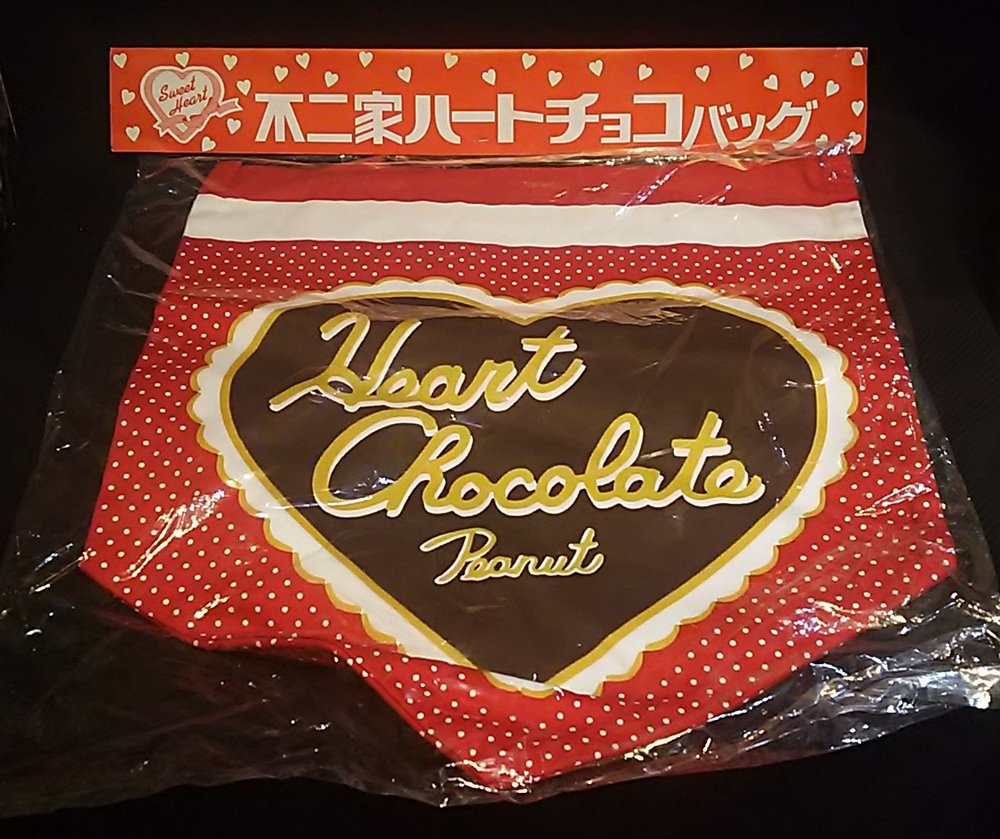 Sweet
Heart
不二家ハートチョコバッグ
Heart
Chocolate
Peanut